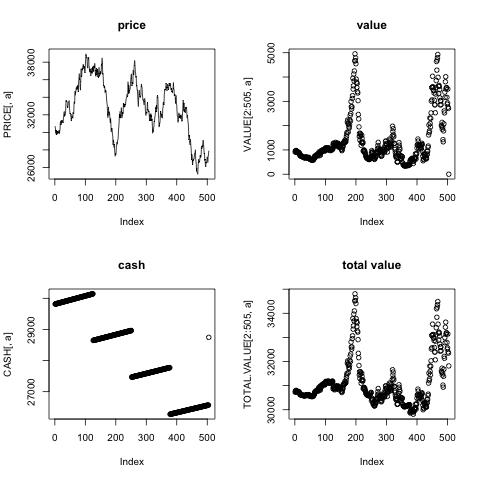 price
PRICE[, a]
26000 32000 38000
0 100 200 300 400 500
Index
value
VALUE[2:505, a]
0 1000 3000 5000
0 100 200 300 400 500
Index
cash
CASH[, a]
27000 29000
0 100 200 300 400 500
Index
total value
TOTAL.VALUE[2:505, a]
30000 32000 34000
0 100 200 300 400 500
Index